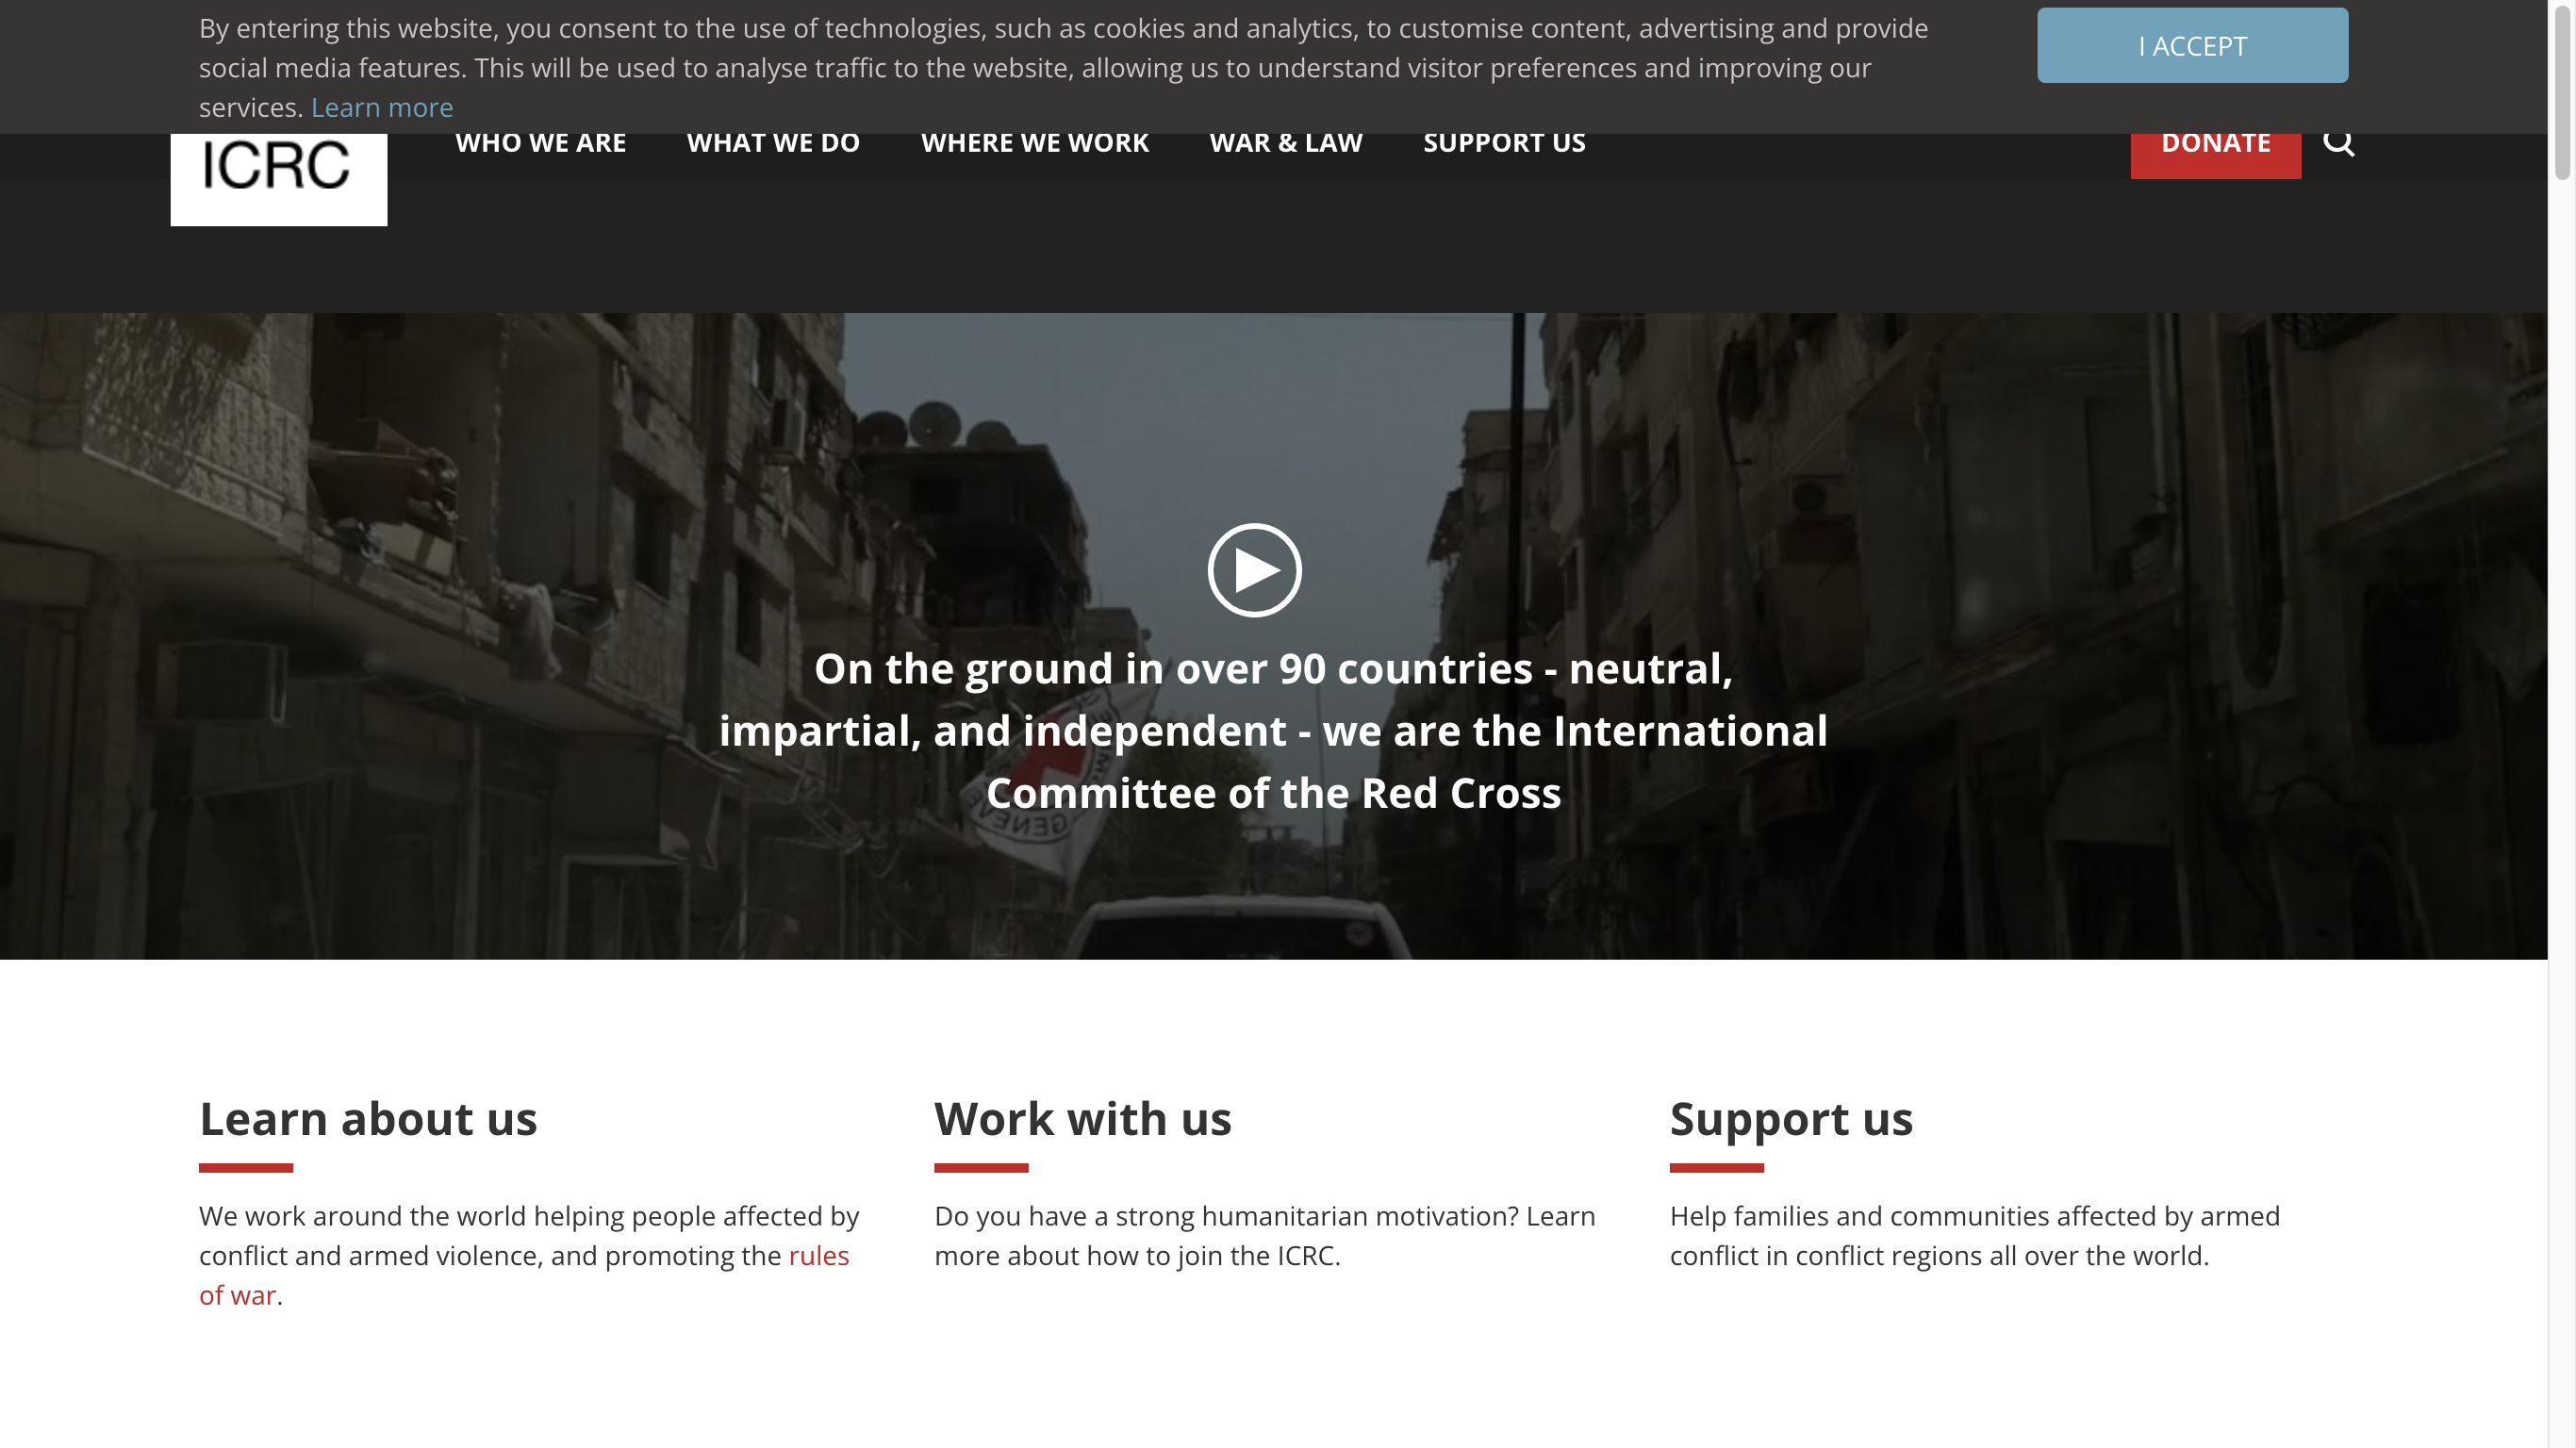 By entering this website, you consent to the use of technologies, such as cookies and analytics, to customise content, advertising and provide
social media features. This will be used to analyse traffic to the website, allowing us to understand visitor preferences and improving our
services. Learn more
I ACCEPT
ICRC
WHO WE ARE
WHAT WE DO
WHERE WE WORK
WAR & LAW
SUPPORT US
DONATE
On the ground in over 90 countries - neutral,
impartial, and independent - we are the International
Committee of the Red Cross
Learn about us
We work around the world helping people affected by
conflict and armed violence, and promoting the rules
of war.
Work with us
Do you have a strong humanitarian motivation? Learn
more about how to join the ICRC.
Support us
Help families and communities affected by armed
conflict in conflict regions all over the world.